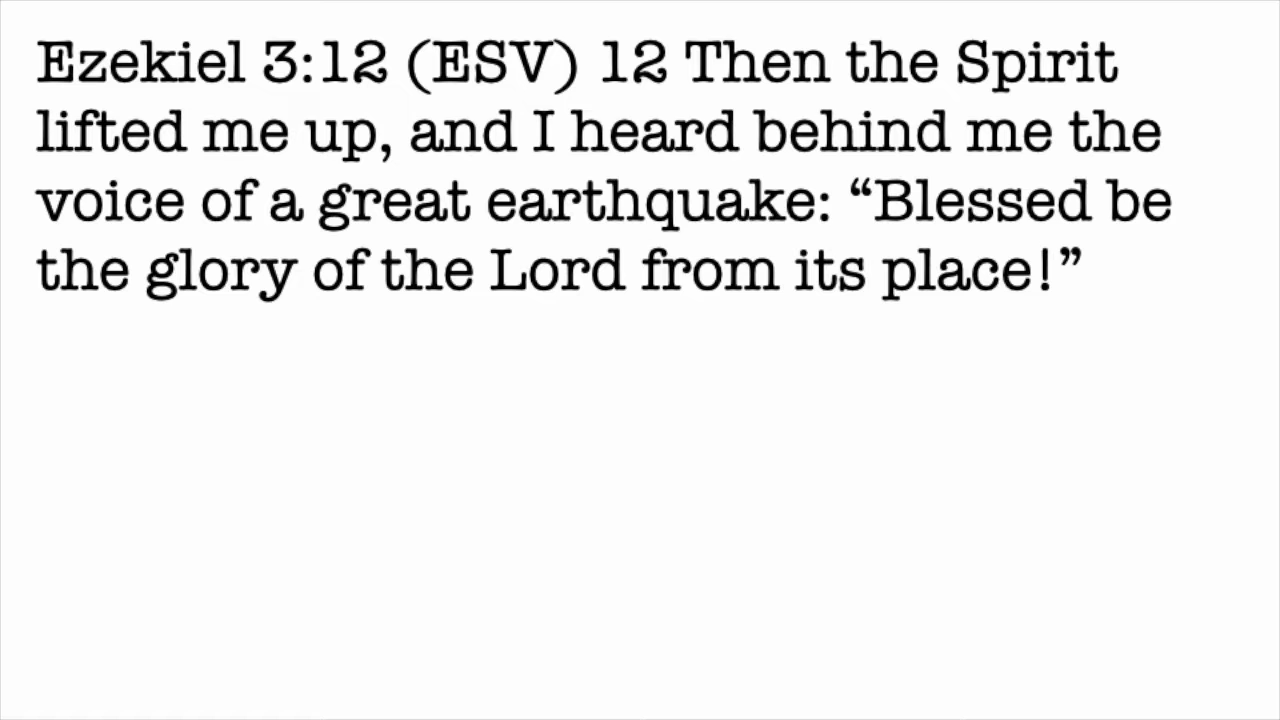 Ezekiel 3:12 (ESV) 12 Then the Spirit
lifted me up, and I heard behind me the
voice of a great earthquake: “Blessed be
the glory of the Lord from its place!”